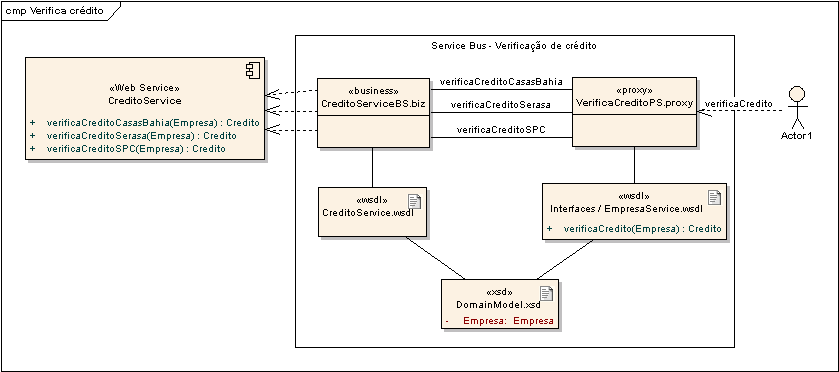 cmp Verifica crédito
Service Bus - Verificação de crédito
«Web Service»
CreditoService
+ verificaCreditoCasasBahia(Empresa) : Credito
+ verificaCreditoSerasa(Empresa) : Credito
+ verificaCreditoSPC(Empresa) : Credito
«business»
CreditoServiceBS.biz
verificaCreditoCasasBahia
verificaCreditoSerasa
verificaCreditoSPC
«proxy»
VerificaCreditoPS.proxy
verificaCredito
Actor1
«wsdl»
CreditoService.wsdl
«wsdl»
Interfaces / EmpresaService.wsdl
+ verificaCredito(Empresa) : Credito
«xsd»
DomainModel.xsd
- Empresa: Empresa